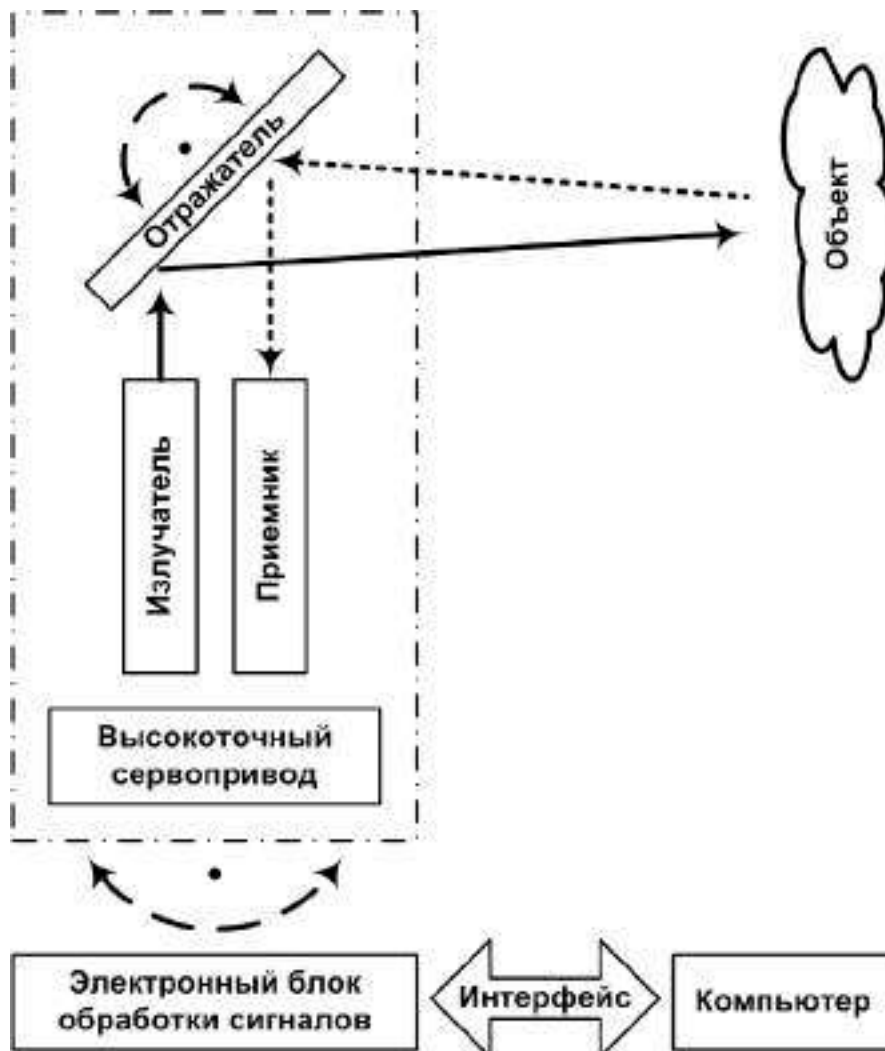 Отражатель
Объект
Излучатель
Приемник
Высокоточный
сервопривод
Электронный блок
обработки сигналов
Интерфейс
Компьютер